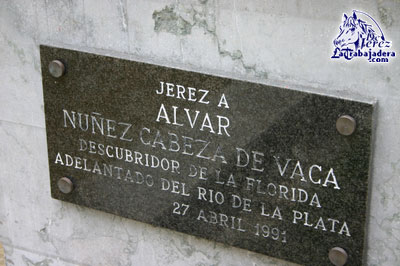 Jerez
LaTrabajadera
.com
JEREZ A
ALVAR
NUÑEZ CABEZA DE VACA
DESCUBRIDOR DE LA FLORIDA
ADELANTADO DEL RIO DE LA PLATA
27 ABRIL 1991